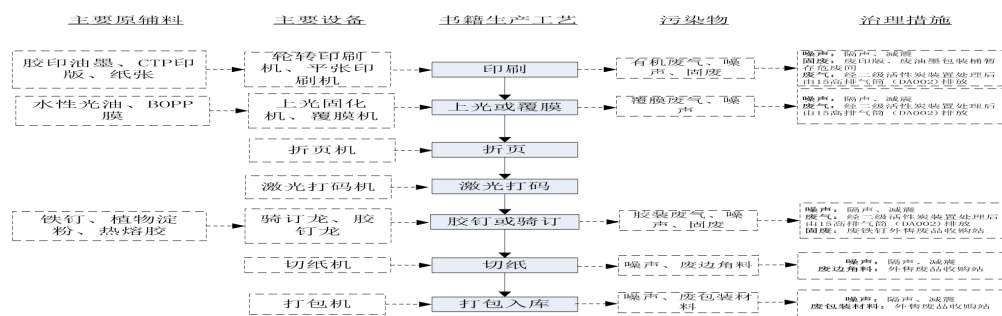 主要原辅料
主要设备
书籍生产工艺
污染物
治理措施
胶印油墨、CTP印
版、纸张
轮转印刷
机、平张印
刷机
印刷
有机废气、噪
声、固废
噪声：隔声、减震
固废：废印版、废油墨包装桶暂
存危废间
废气：经二级活性炭装置处理后
由15高排气筒（DA002)排放
水性光油、BOPP
膜
上光固化
机、覆膜机
上光或覆膜
覆膜废气、噪
声
噪声：隔声、减震
废气：经二级活性炭装置处理后
由15高排气筒（DA002)排放
折页机
折页
激光打码机
激光打码
铁钉、植物淀
粉、热熔胶
骑订龙、胶
钉龙
胶钉或骑订
胶装废气、噪
声、固废
噪声：隔声、减震
废气：经二级活性炭装置处理后
由15高排气筒（DA002)排放
固废：废铁钉外售废品收购站
切纸机
切纸
噪声、废边角料
噪声：隔声、减震
废边角料：外售废品收购站
打包机
打包入库
噪声、废包装材
料
噪声：隔声、减震
废包装材料：外售废品收购站